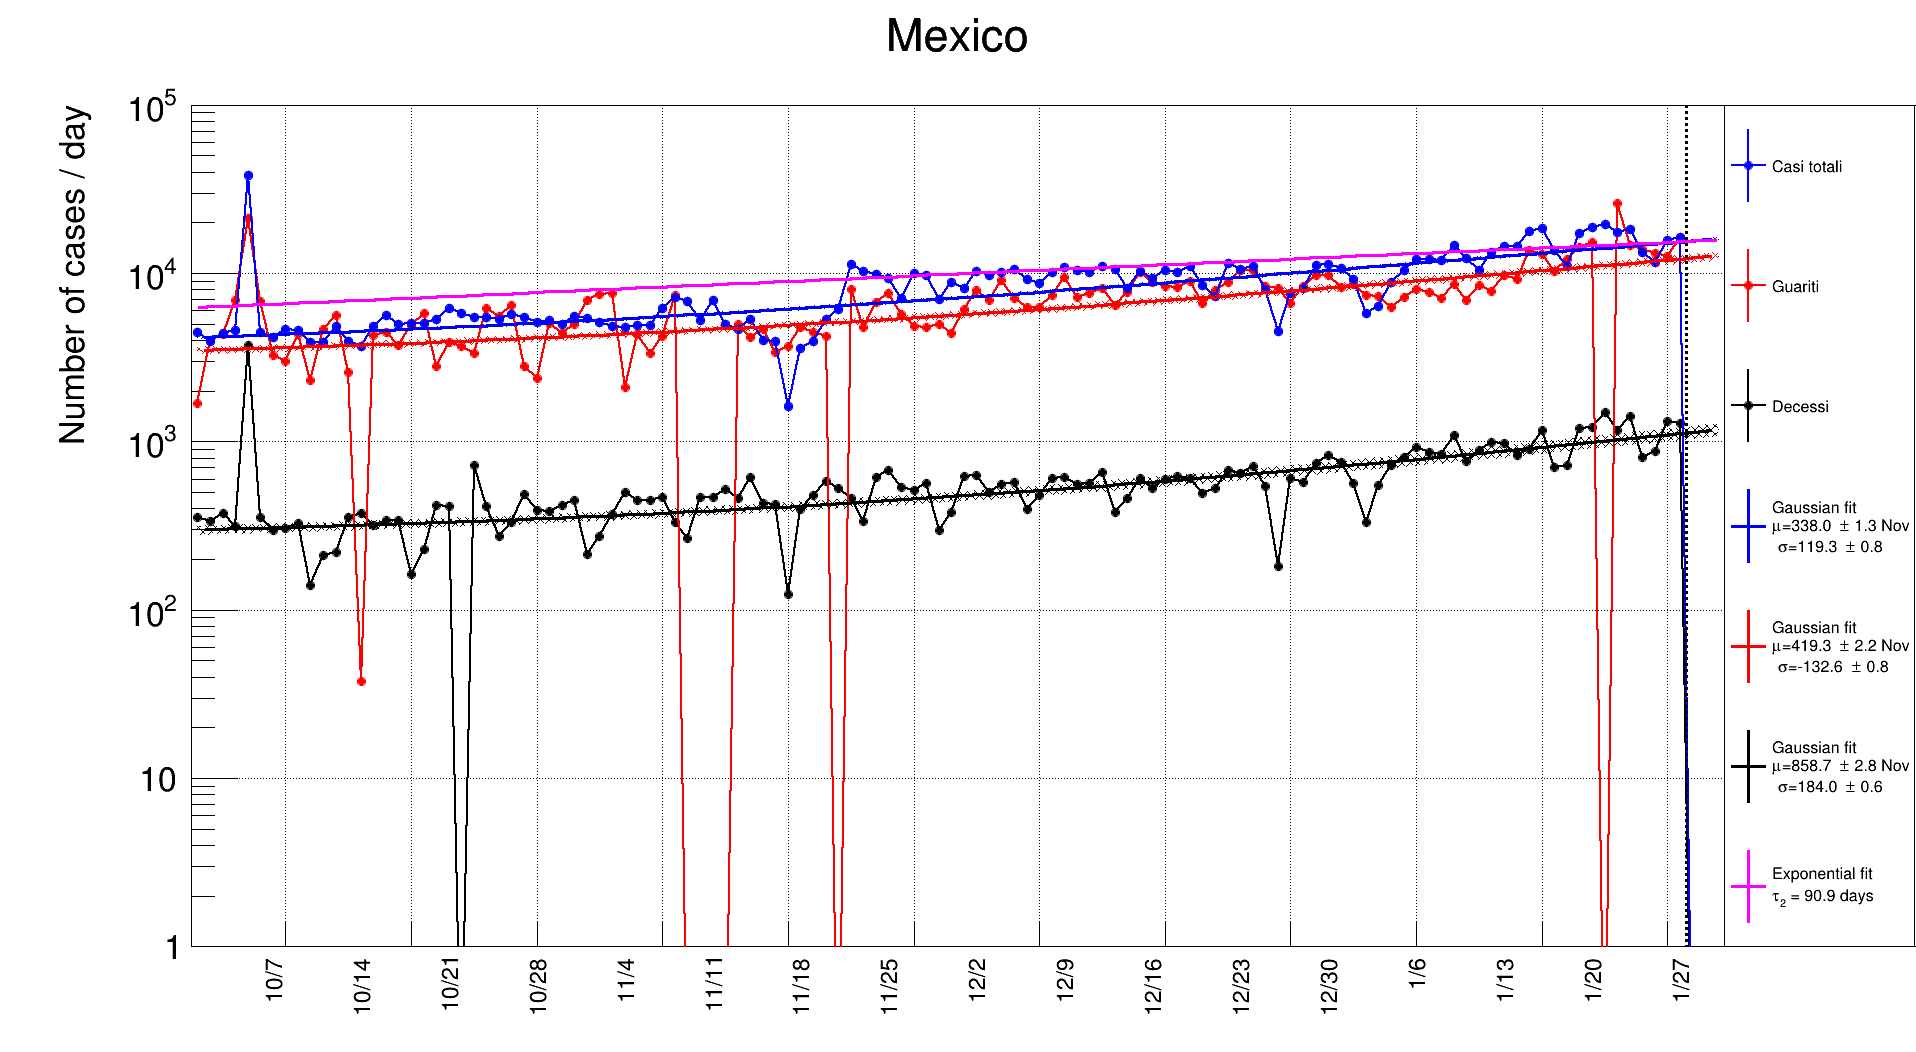 Mexico
Number of cases / day
10^5
10^4
10^3
10^2
10
1
10/7
10/14
10/21
10/28
11/4
11/11
11/18
11/25
12/2
12/9
12/16
12/23
12/30
1/6
1/13
1/20
1/27
Casi totali
Guariti
Decessi
Gaussian fit
μ=338.0 ± 1.3 Nov
σ=119.3 ± 0.8
Gaussian fit
μ=419.3 ± 2.2 Nov
σ=-132.6 ± 0.8
Gaussian fit
μ=858.7 ± 2.8 Nov
σ=184.0 ± 0.6
Exponential fit
τ₂ = 90.9 days